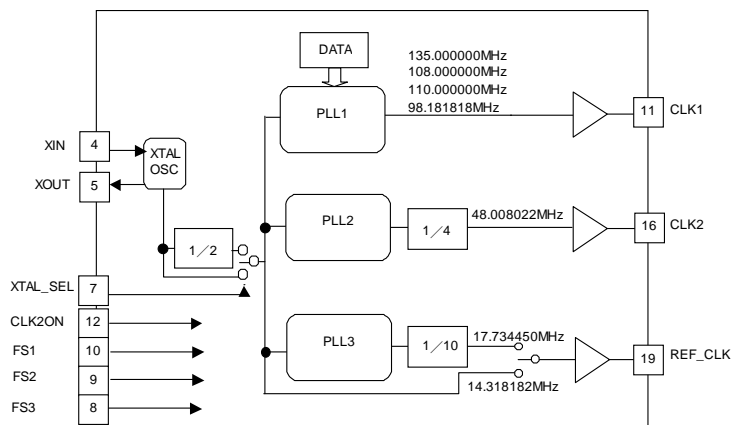 DATA
135.000000MHz
108.000000MHz
110.000000MHz
98.181818MHz
PLL1
11
CLK1
XIN
4
XTAL
OSC
XOUT
5
PLL2
1／4
48.008022MHz
16
CLK2
1／2
XTAL_SEL
7
CLK2ON
12
FS1
10
FS2
9
FS3
8
PLL3
1／10
17.734450MHz
14.318182MHz
19
REF_CLK